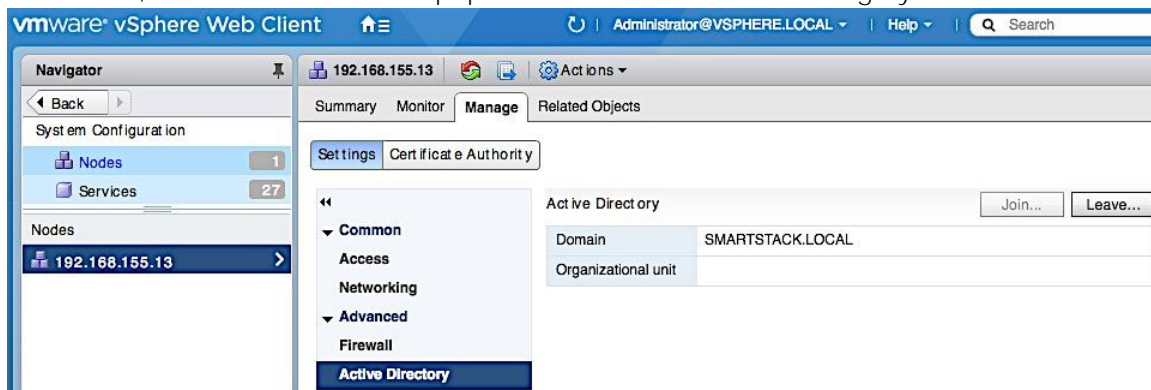 vmware® vSphere Web Client Administrator@VSPHERE.LOCAL Help Search
Navigator
Back
System Configuration
Nodes 1
Services 27
Nodes
192.168.155.13
192.168.155.13 Actions
Summary Monitor Manage Related Objects
Settings Certificate Authority
Common
Access
Networking
Advanced
Firewall
Active Directory
Active Directory Join... Leave...
Domain SMARTSTACK.LOCAL
Organizational unit